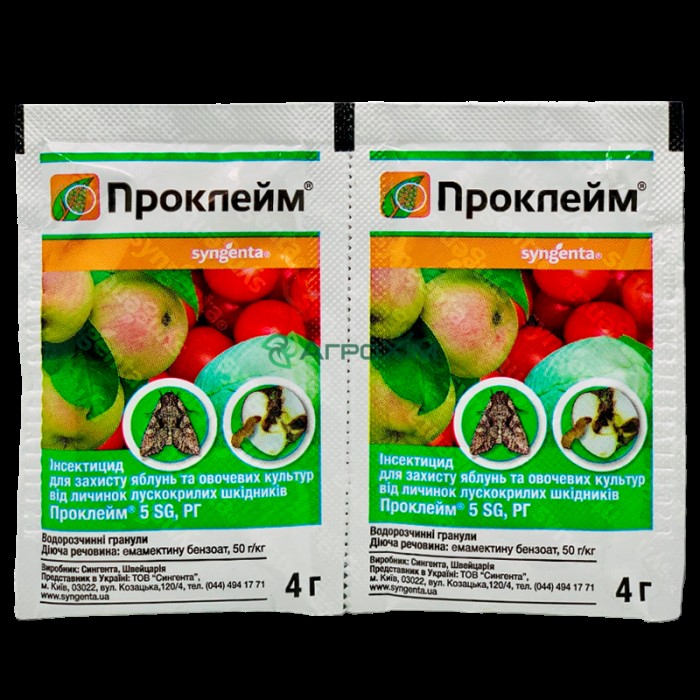 Проклейм®
syngenta®
Інсектицид
для захисту яблунь та овочевих культур
від личинок лускокрилих шкідників
Проклейм® 5 SG, РГ
Водорозчинні гранули
Діюча речовина: емамектину бензоат, 50 г/кг
Виробник: Сингента, Швейцарія
Представник в Україні: ТОВ "Сингента",
м. Київ, 03022, вул. Козацька,120/4, тел. (044) 494 17 71
www.syngenta.ua
4 г
Проклейм®
syngenta®
Інсектицид
для захисту яблунь та овочевих культур
від личинок лускокрилих шкідників
Проклейм® 5 SG, РГ
Водорозчинні гранули
Діюча речовина: емамектину бензоат, 50 г/кг
Виробник: Сингента, Швейцарія
Представник в Україні: ТОВ "Сингента",
м. Київ, 03022, вул. Козацька,120/4, тел. (044) 494 17 71
www.syngenta.ua
4 г